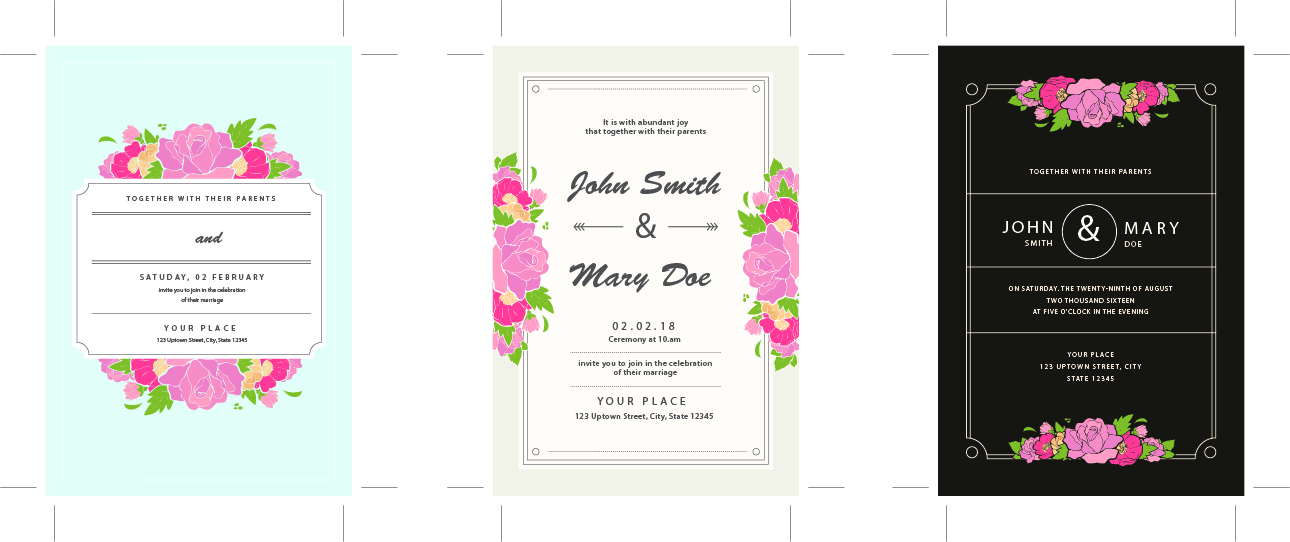 TOGETHER WITH THEIR PARENTS
and
SATUDAY, 02 FEBRUARY
invite you to join in the celebration
of their marriage
YOUR PLACE
123 Uptown Street, City, State 12345
It is with abundant joy
that together with their parents
John Smith
&
Mary Doe
02.02.18
Ceremony at 10.am
invite you to join in the celebration
of their marriage
YOUR PLACE
123 Uptown Street, City, State 12345
TOGETHER WITH THEIR PARENTS
JOHN & MARY
SMITH DOE
ON SATURDAY. THE TWENTY-NINTH OF AUGUST
TWO THOUSAND SIXTEEN
AT FIVE O'CLOCK IN THE EVENING
YOUR PLACE
123 UPTOWN STREET, CITY
STATE 12345